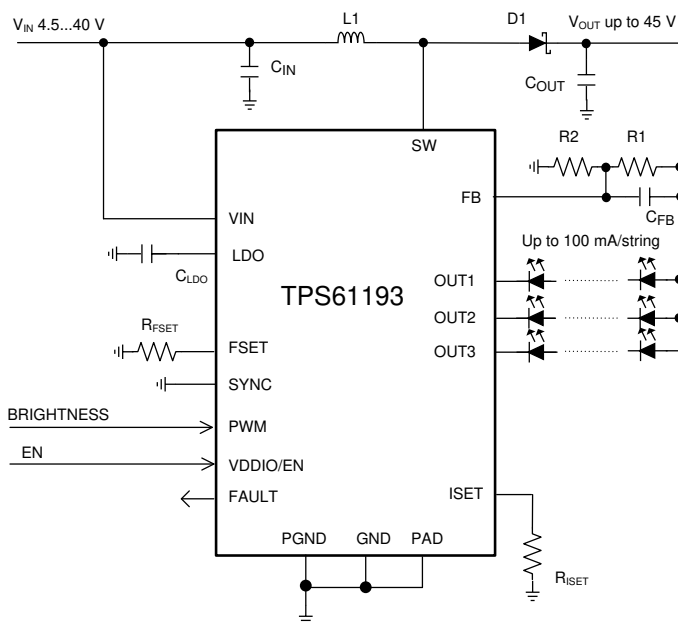 V_IN 4.5...40 V
L1
D1
V_OUT up to 45 V
C_IN
C_OUT
SW
R2
R1
FB
C_FB
VIN
LDO
C_LDO
Up to 100 mA/string
TPS61193
OUT1
OUT2
OUT3
R_FSET
FSET
SYNC
BRIGHTNESS
PWM
EN
VDDIO/EN
FAULT
ISET
PGND
GND
PAD
R_ISET